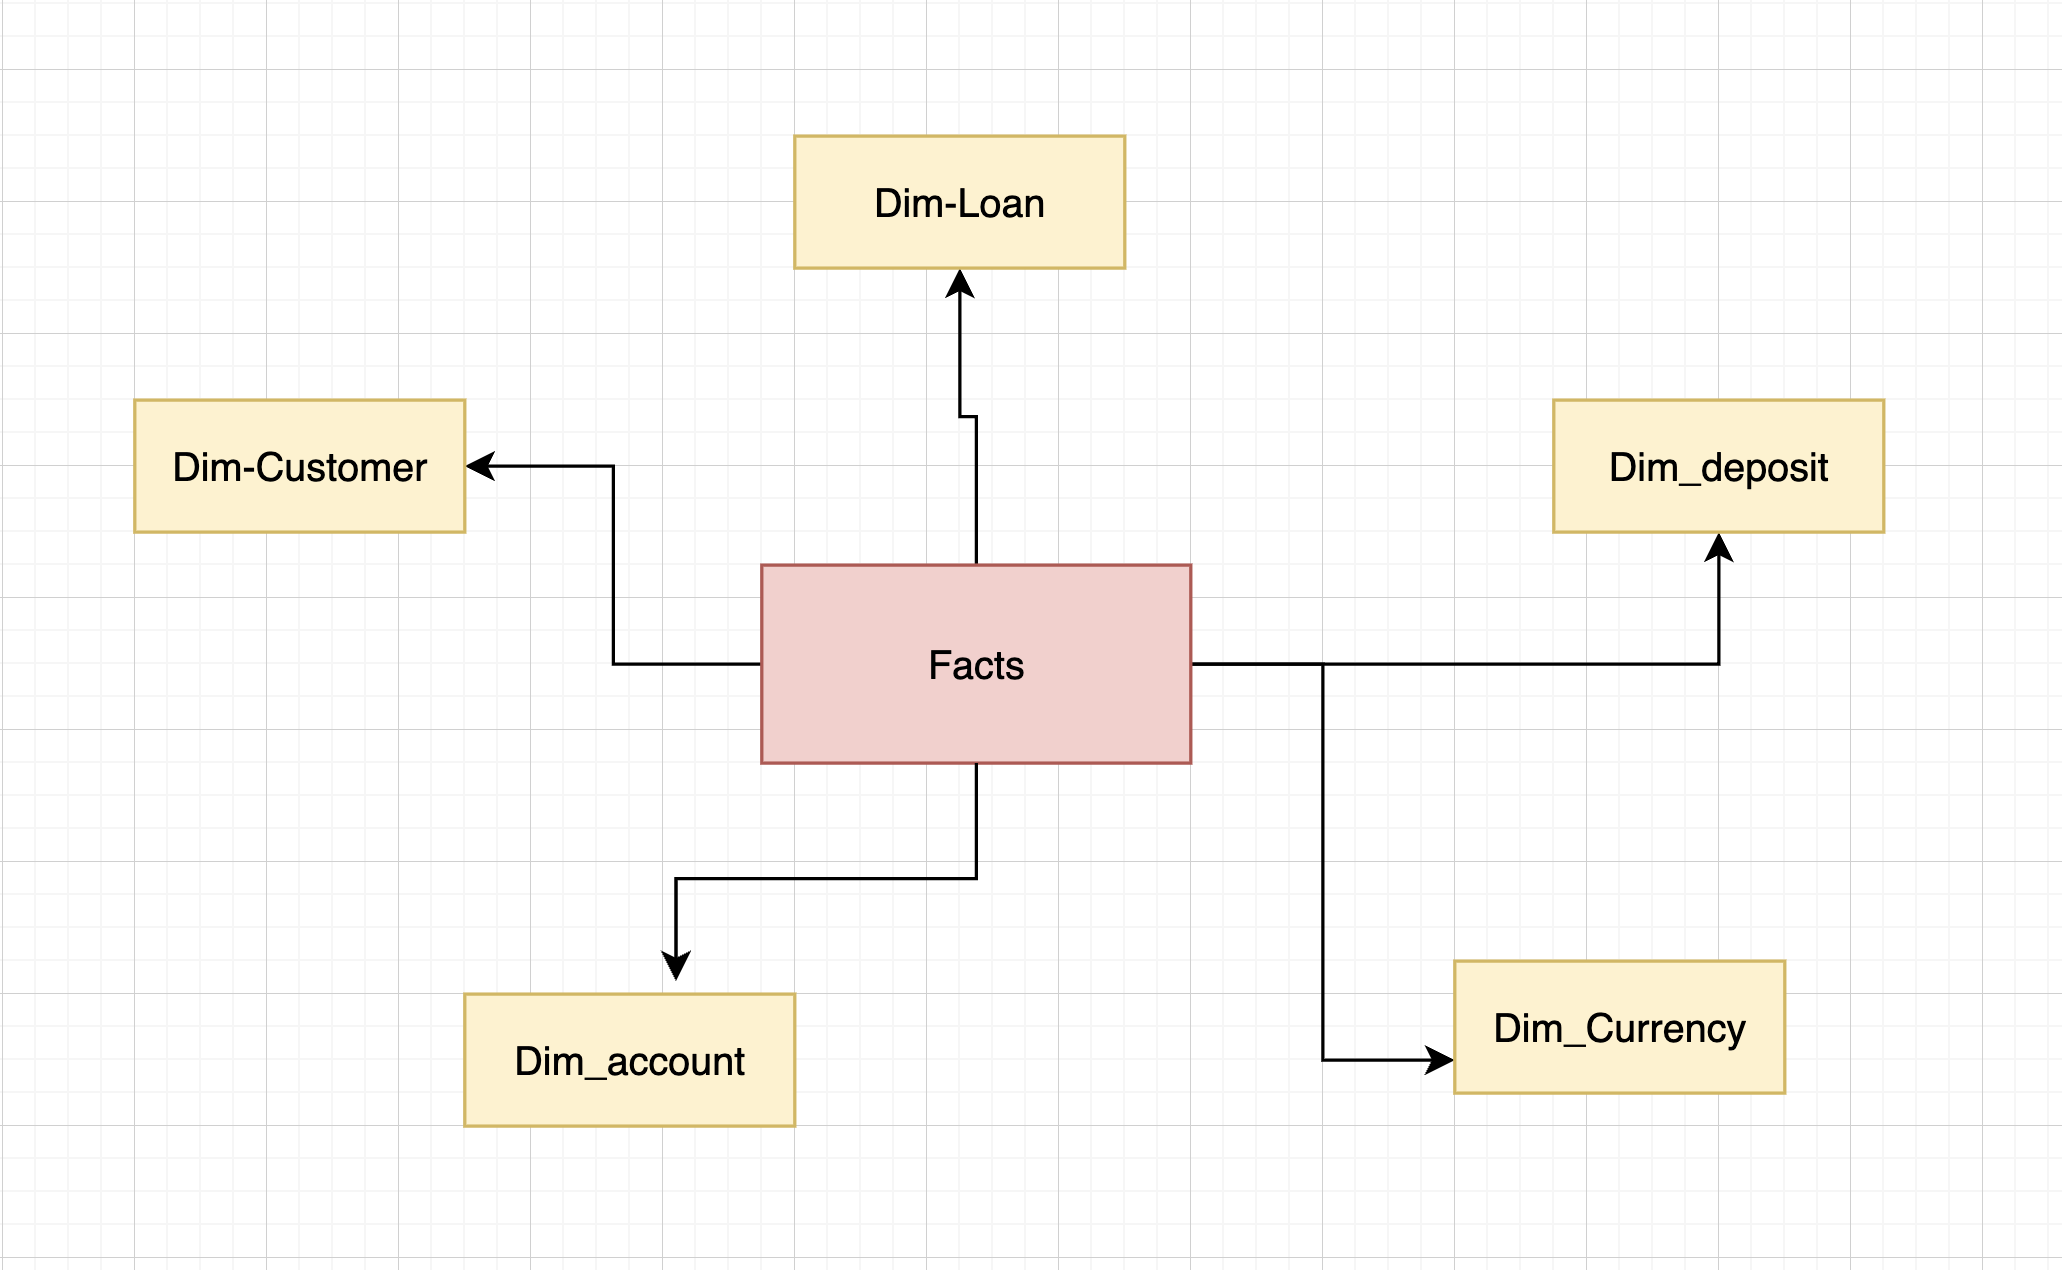 Dim-Loan
Dim-Customer
Dim_deposit
Facts
Dim_Currency
Dim_account